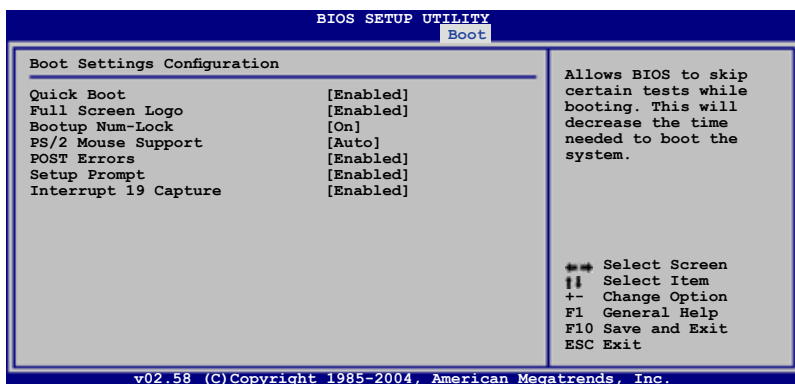 BIOS SETUP UTILITY
Boot
Boot Settings Configuration
Quick Boot [Enabled]
Full Screen Logo [Enabled]
Bootup Num-Lock [On]
PS/2 Mouse Support [Auto]
POST Errors [Enabled]
Setup Prompt [Enabled]
Interrupt 19 Capture [Enabled]
Allows BIOS to skip
certain tests while
booting. This will
decrease the time
needed to boot the
system.
Select Screen
Select Item
+- Change Option
F1 General Help
F10 Save and Exit
ESC Exit
v02.58 (C)Copyright 1985-2004, American Megatrends, Inc.